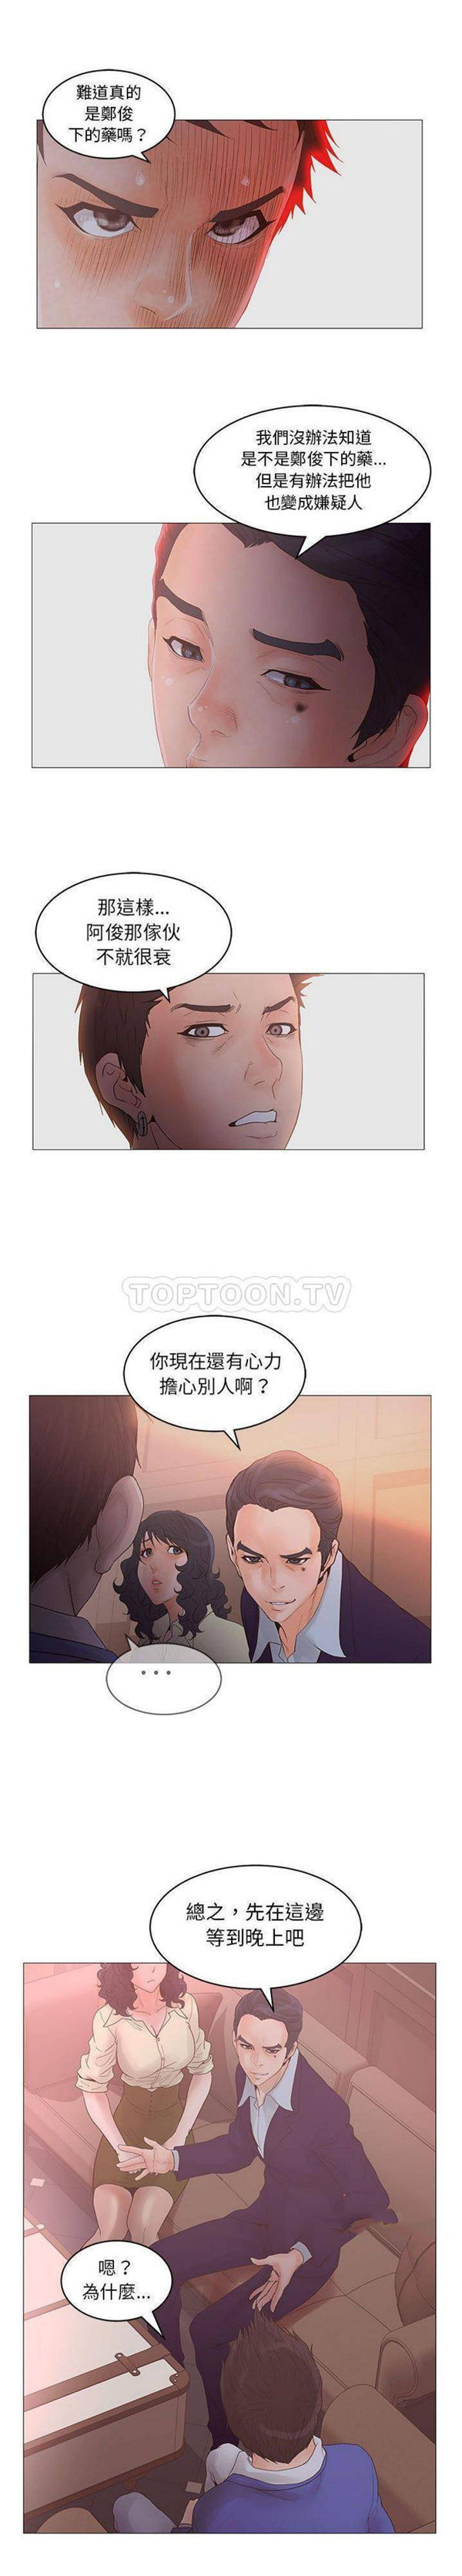 難道真的
是鄭俊
下的藥嗎？
我們沒辦法知道
是不是鄭俊下的藥...
但是有辦法把他
也變成嫌疑人
那這樣...
阿俊那傢伙
不就很衰
TOPTOON.TV
你現在還有心力
擔心別人啊？
•••
總之，先在這邊
等到晚上吧
嗯？
為什麼...